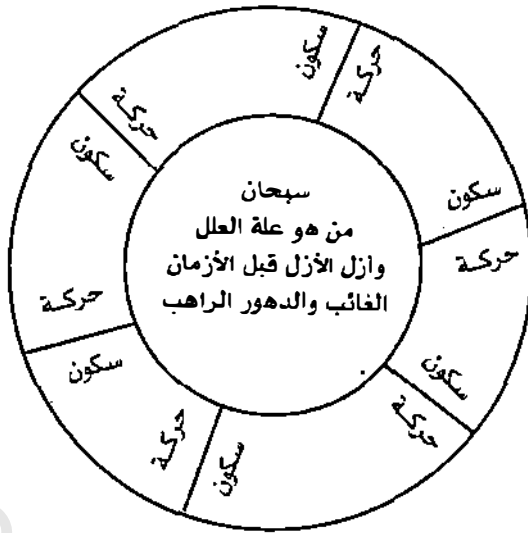 سكون
حركة
سكون
حركة
سكون
حركة
سكون
حركة
سكون
حركة
سكون
حركة
سبحان
من هو علة العلل
وأزل الأزل قبل الأزمان
الغائب والدهور الراهب